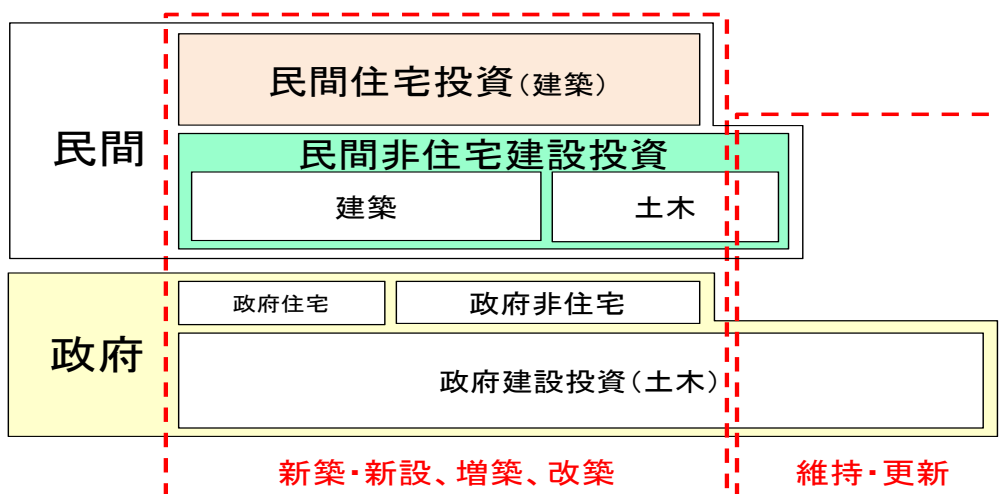 民間
民間住宅投資(建築)
民間非住宅建設投資
建築
土木
政府
政府住宅
政府非住宅
政府建設投資(土木)
新築・新設、増築、改築
維持・更新